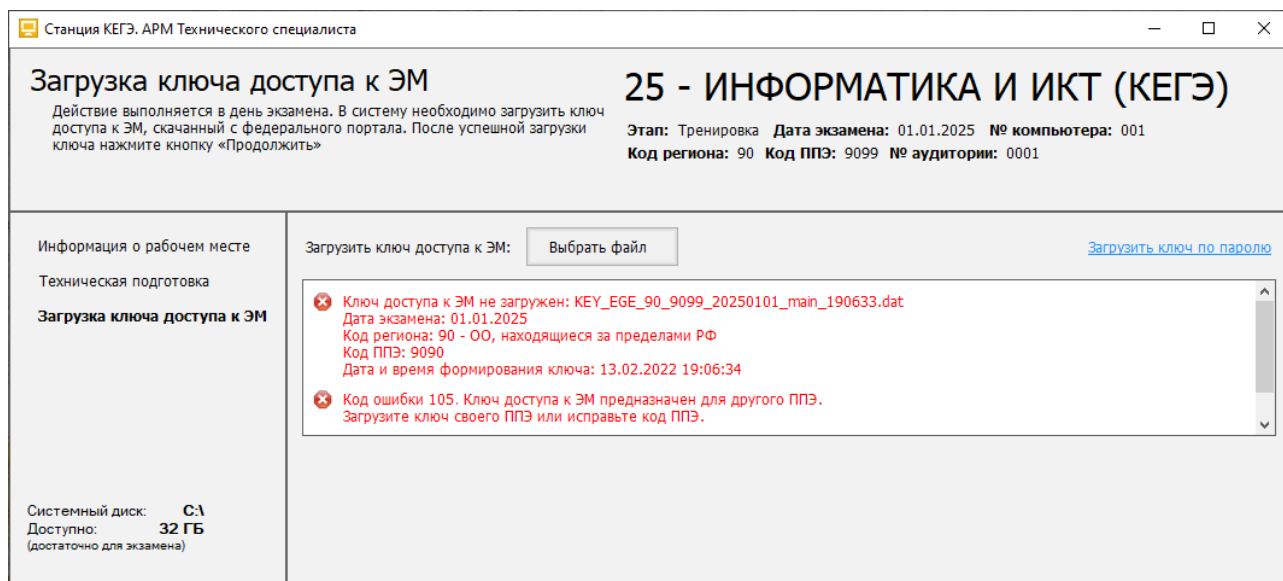 Станция КЕГЭ. АРМ Технического специалиста
Загрузка ключа доступа к ЭМ
Действие выполняется в день экзамена. В систему необходимо загрузить ключ
доступа к ЭМ, скачанный с федерального портала. После успешной загрузки
ключа нажмите кнопку «Продолжить»
25 - ИНФОРМАТИКА И ИКТ (КЕГЭ)
Этап: Тренировка Дата экзамена: 01.01.2025 № компьютера: 001
Код региона: 90 Код ППЭ: 9099 № аудитории: 0001
Информация о рабочем месте
Техническая подготовка
Загрузка ключа доступа к ЭМ
Загрузить ключ доступа к ЭМ: Выбрать файл Загрузить ключ по паролю
Ключ доступа к ЭМ не загружен: KEY_EGE_90_9099_20250101_main_190633.dat
Дата экзамена: 01.01.2025
Код региона: 90 - ОО, находящиеся за пределами РФ
Код ППЭ: 9090
Дата и время формирования ключа: 13.02.2022 19:06:34
Код ошибки 105. Ключ доступа к ЭМ предназначен для другого ППЭ.
Загрузите ключ своего ППЭ или исправьте код ППЭ.
Системный диск: C:\
Доступно: 32 ГБ
(достаточно для экзамена)